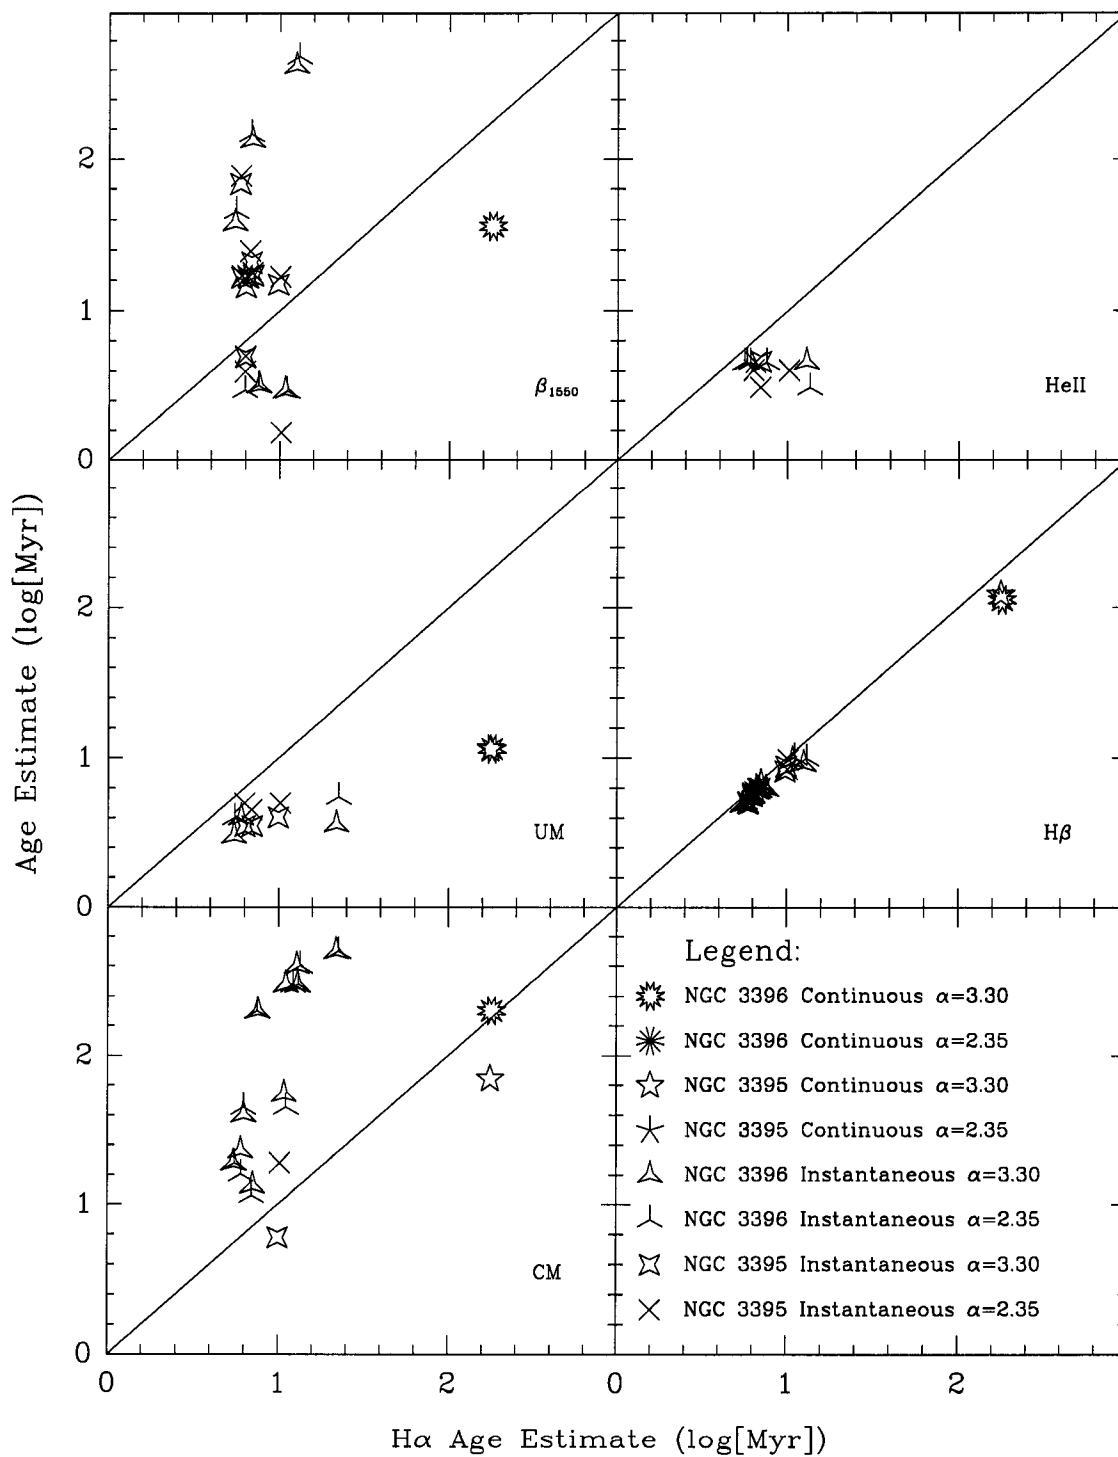 2
1
0
β₁₅₅₀
HeII
Age Estimate (log[Myr])
2
1
0
UM
Hβ
2
1
0
CM
Legend:
NGC 3396 Continuous α=3.30
NGC 3396 Continuous α=2.35
NGC 3395 Continuous α=3.30
NGC 3395 Continuous α=2.35
NGC 3396 Instantaneous α=3.30
NGC 3396 Instantaneous α=2.35
NGC 3395 Instantaneous α=3.30
NGC 3395 Instantaneous α=2.35
0 1 2 0 1 2
Hα Age Estimate (log[Myr])